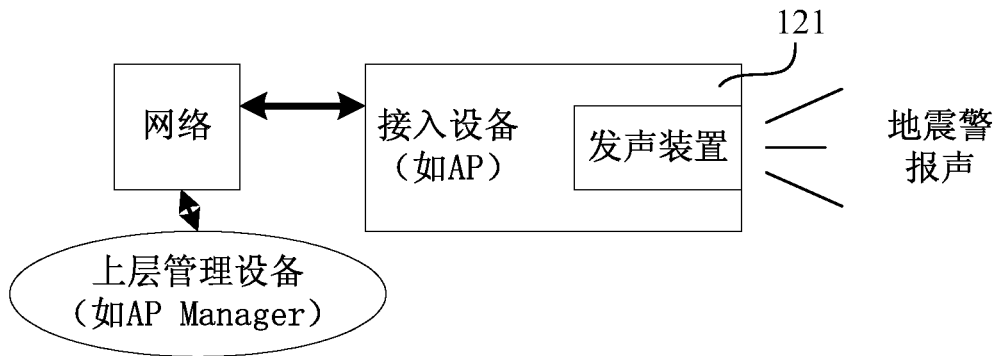 121
网络
接入设备
（如AP）
发声装置
地震警
报声
上层管理设备
（如AP Manager）